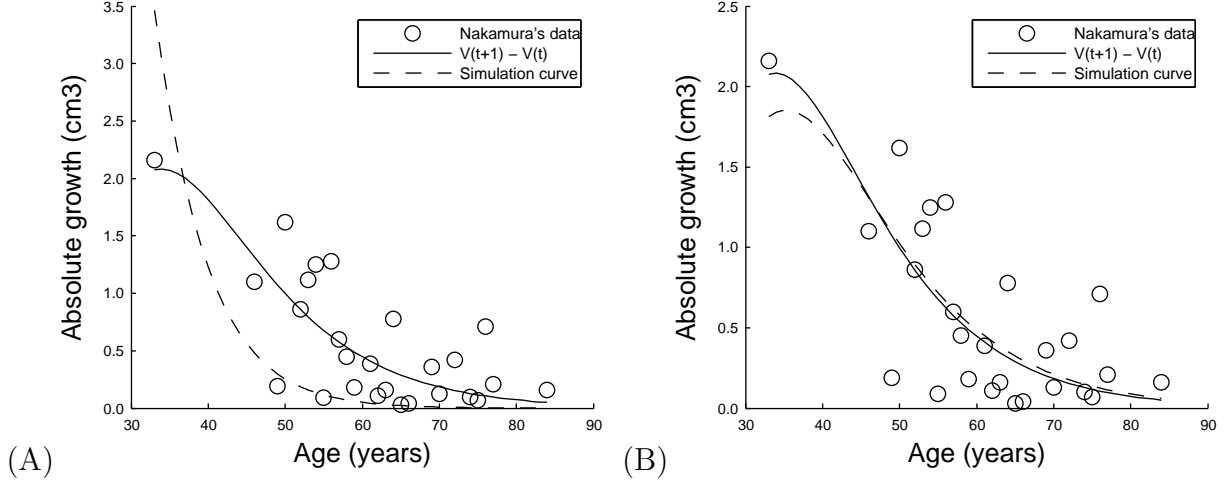 3.5
3.0
2.5
2.0
1.5
1.0
0.5
0.0
30 40 50 60 70 80 90
Absolute growth (cm3)
Age (years)
Nakamura's data
V(t+1) − V(t)
Simulation curve
(A)
2.5
2.0
1.5
1.0
0.5
0.0
30 40 50 60 70 80 90
Absolute growth (cm3)
Age (years)
Nakamura's data
V(t+1) − V(t)
Simulation curve
(B)